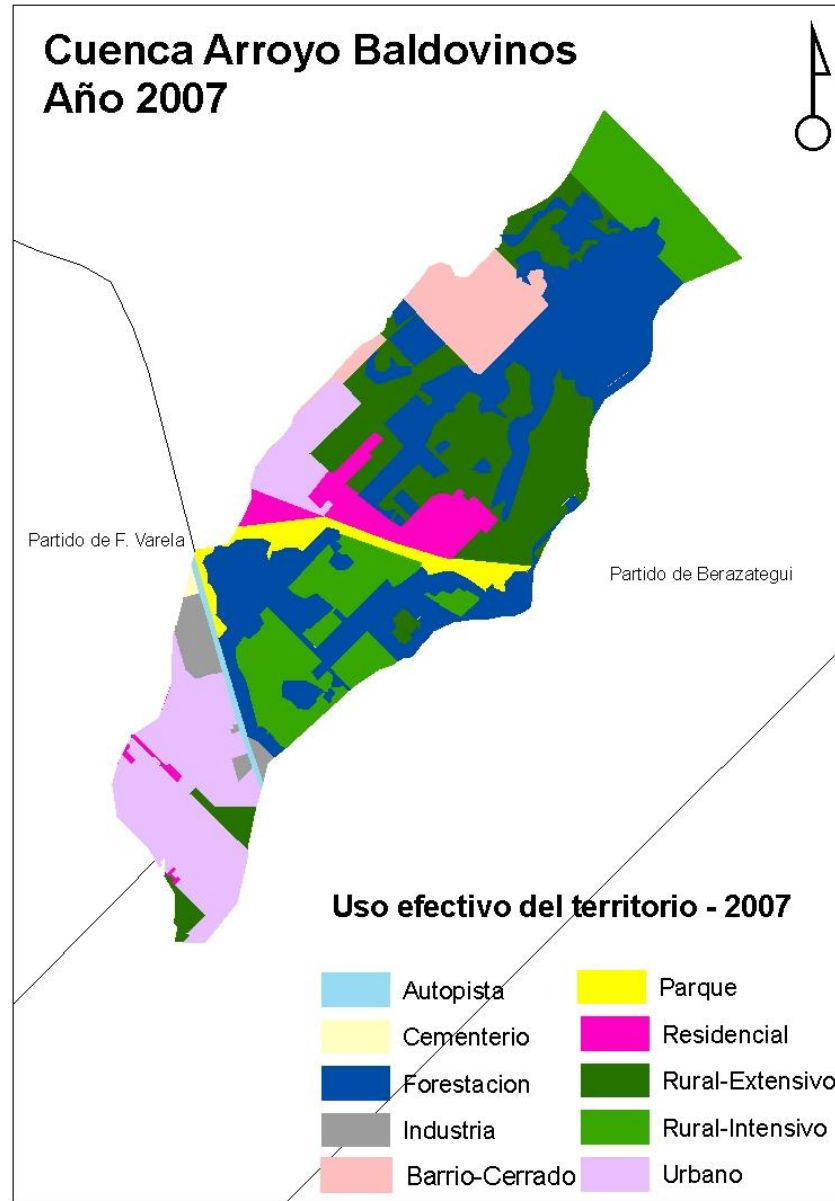 Cuenca Arroyo Baldovinos
Año 2007
Partido de F. Varela
Partido de Berazategui
Uso efectivo del territorio - 2007
Autopista
Cementerio
Forestacion
Industria
Barrio-Cerrado
Parque
Residencial
Rural-Extensivo
Rural-Intensivo
Urbano